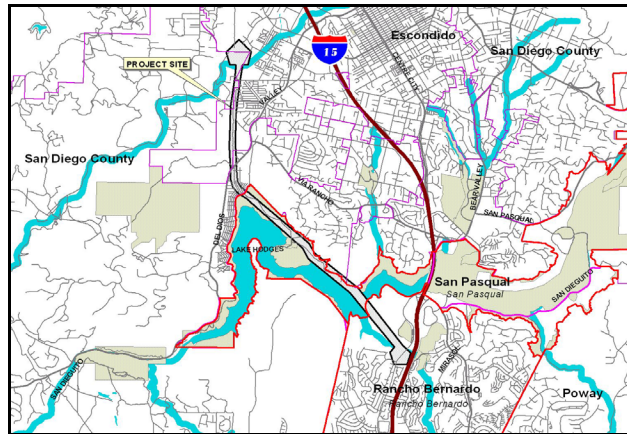 Escondido
San Diego County
15
CENTRE CITY
PROJECT SITE
VALLEY
San Diego County
VIA RANCHO
BEAR VALLEY
SAN PASQUAL
DEL DIOS
LAKE HODGES
San Pasqual
San Pasqual
SAN DIEGUITO
MIRASOL
SAN DIEGUITO
Rancho Bernardo
Rancho Bernardo
Poway